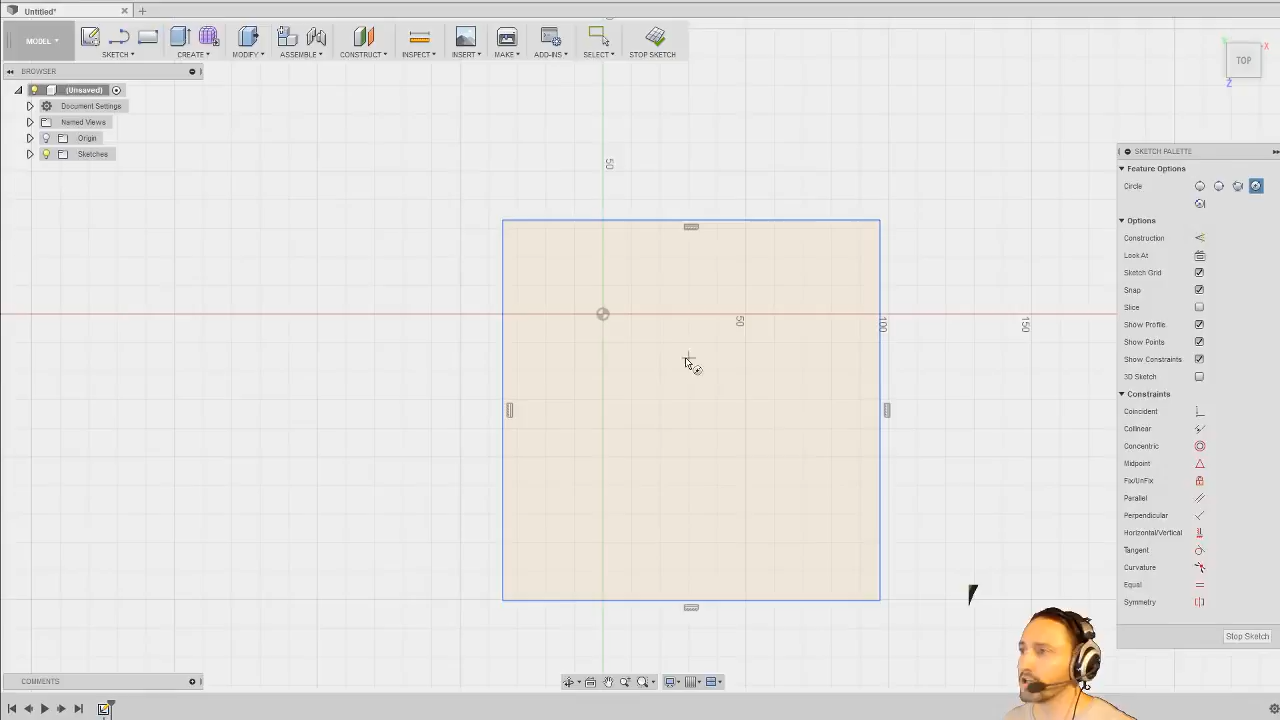 Untitled*
MODEL
SKETCH
CREATE
MODIFY
ASSEMBLE
CONSTRUCT
INSPECT
INSERT
MAKE
ADD-INS
SELECT
STOP SKETCH
BROWSER
(Unsaved)
Document Settings
Named Views
Origin
Sketches
TOP
X
Z
50
50
100
150
SKETCH PALETTE
Feature Options
Circle
Options
Construction
Look At
Sketch Grid
Snap
Slice
Show Profile
Show Points
Show Constraints
3D Sketch
Constraints
Coincident
Collinear
Concentric
Midpoint
Fix/UnFix
Parallel
Perpendicular
Horizontal/Vertical
Tangent
Curvature
Equal
Symmetry
Stop Sketch
COMMENTS